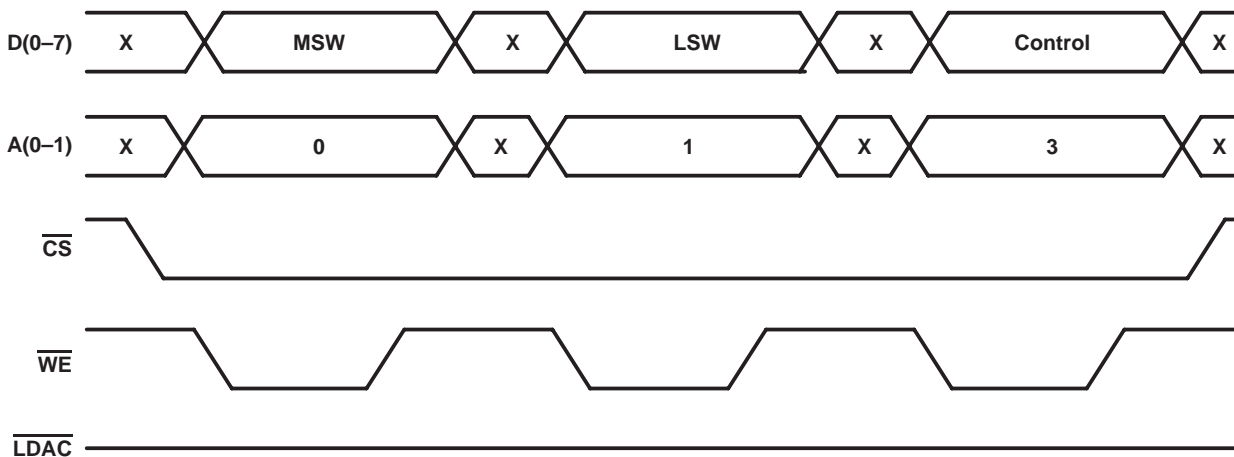 D(0–7) X MSW X LSW X Control X
A(0–1) X 0 X 1 X 3 X
CS
WE
LDAC